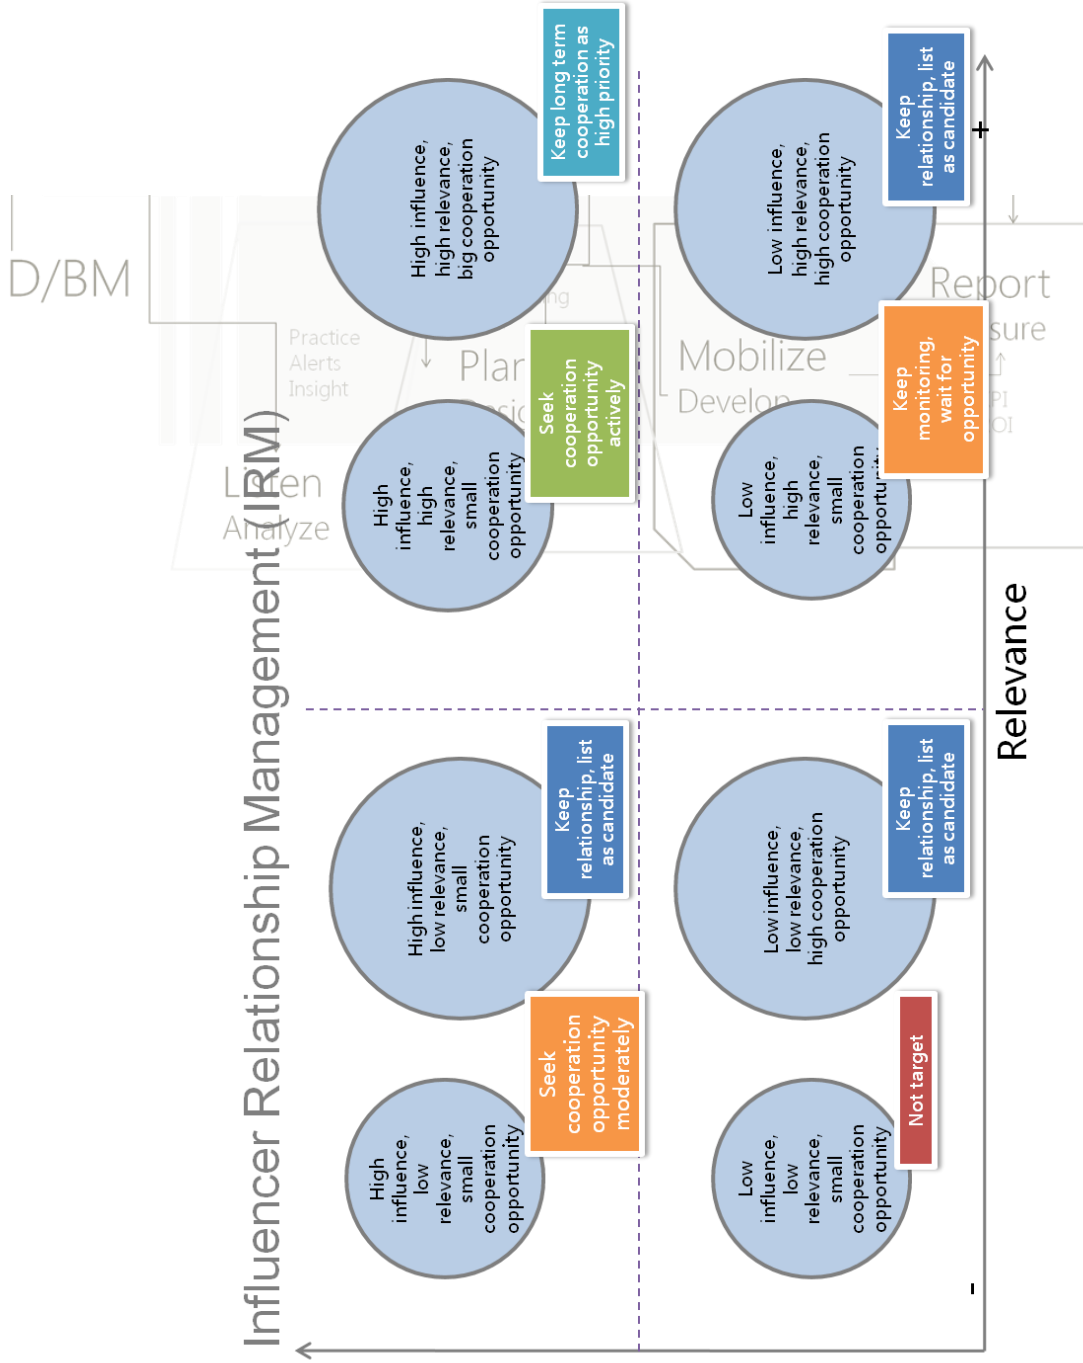 Influencer Relationship Management (IRM)
High
influence,
low
relevance,
small
cooperation
opportunity
Seek
cooperation
opportunity
moderately
High influence,
low relevance,
small
cooperation
opportunity
Keep
relationship, list
as candidate
High
influence,
high
relevance,
small
cooperation
opportunity
Seek
cooperation
opportunity
actively
High influence,
high relevance,
big cooperation
opportunity
Keep long term
cooperation as
high priority
Low
influence,
low
relevance,
small
cooperation
opportunity
Not target
Low influence,
low relevance,
high cooperation
opportunity
Keep
relationship, list
as candidate
Low
influence,
high
relevance,
small
cooperation
opportunity
Keep
monitoring,
wait for
opportunity
Low influence,
high relevance,
high cooperation
opportunity
Keep
relationship, list
as candidate
-
+
Relevance
D/BM
Practice
Alerts
Insight
Listen
Analyze
Mobilize
Develop
Report